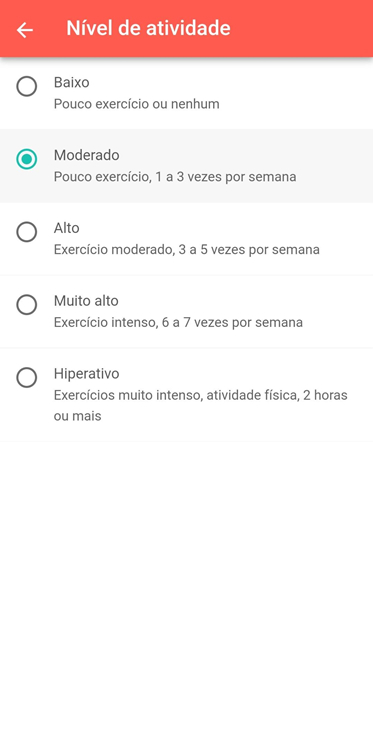 Nível de atividade
Baixo
Pouco exercício ou nenhum
Moderado
Pouco exercício, 1 a 3 vezes por semana
Alto
Exercício moderado, 3 a 5 vezes por semana
Muito alto
Exercício intenso, 6 a 7 vezes por semana
Hiperativo
Exercícios muito intenso, atividade física, 2 horas
ou mais